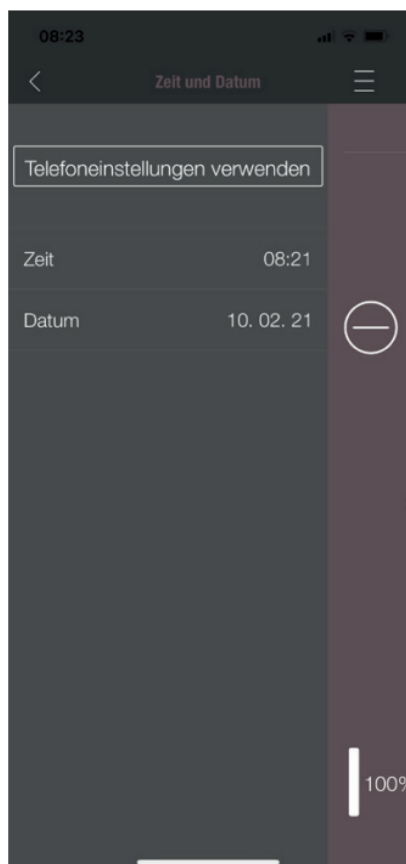 08:23
Zeit und Datum
Telefoneinstellungen verwenden
Zeit 08:21
Datum 10. 02. 21
100%